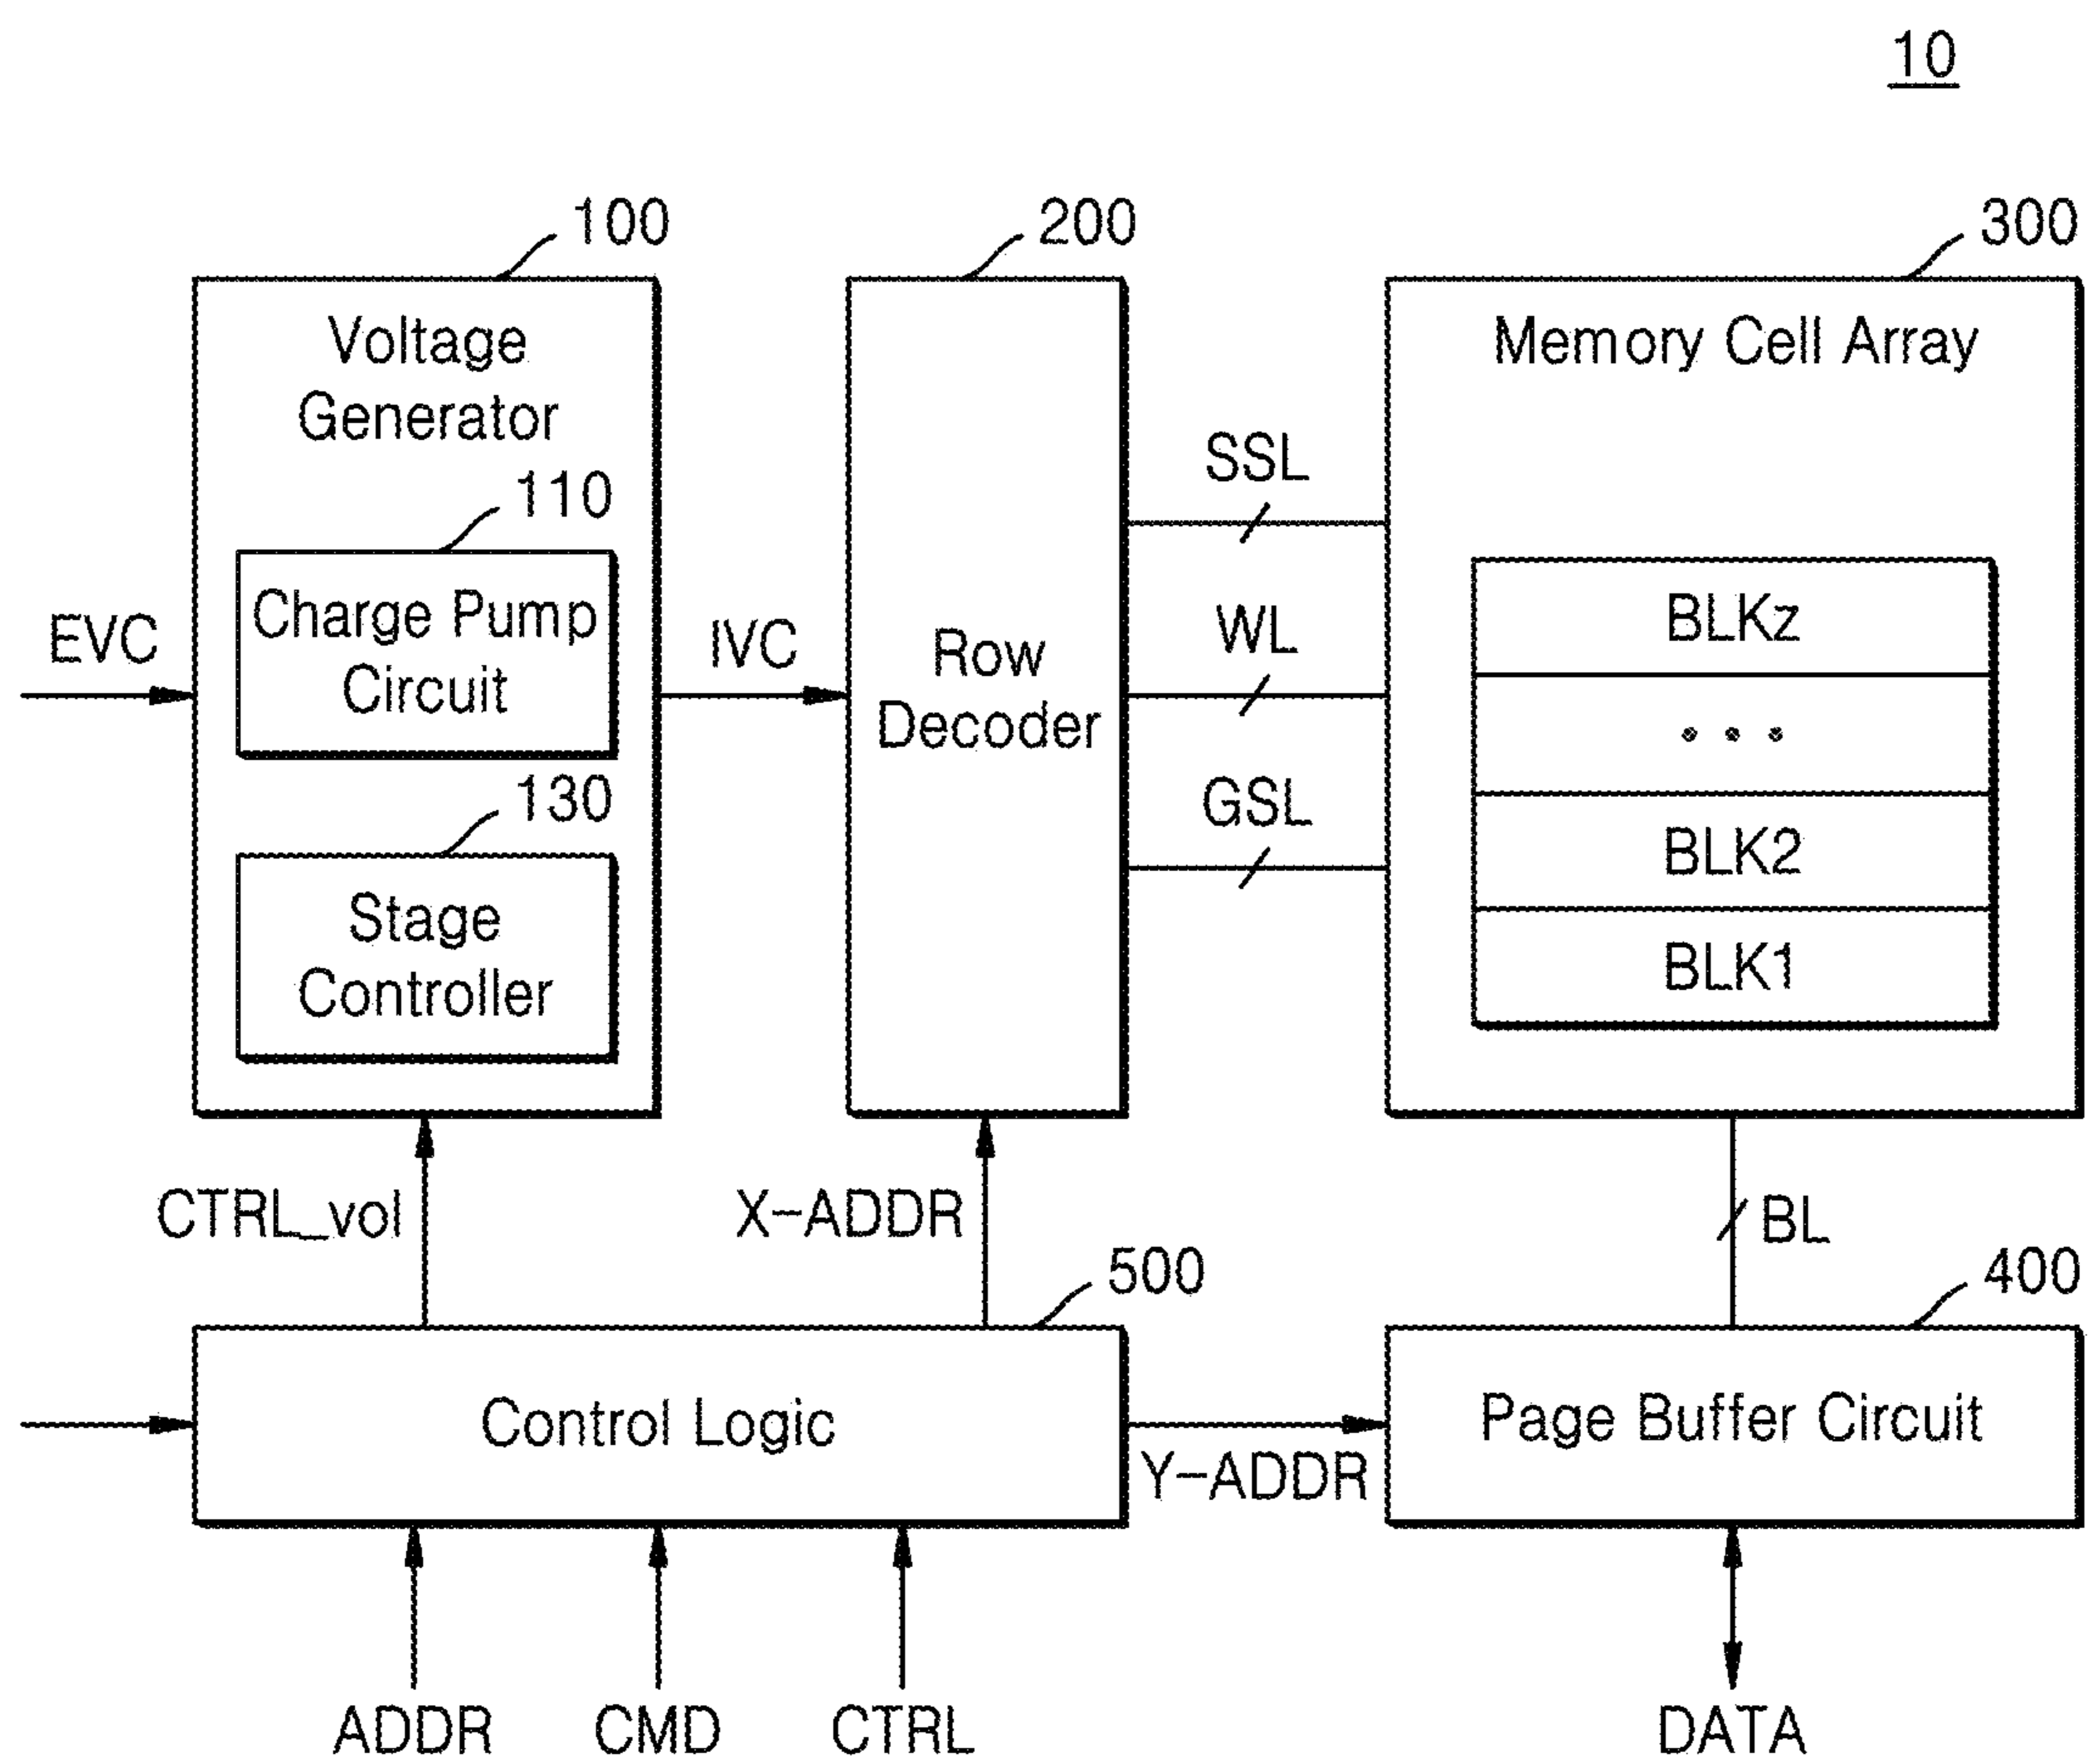 10
100
200
300
Voltage
Generator
Memory Cell Array
110
Charge Pump
Circuit
EVC
IVC
Row
Decoder
SSL
WL
GSL
BLKz
• • •
BLK2
BLK1
130
Stage
Controller
CTRL_vol
X-ADDR
BL
500
400
Control Logic
Y-ADDR
Page Buffer Circuit
ADDR
CMD
CTRL
DATA